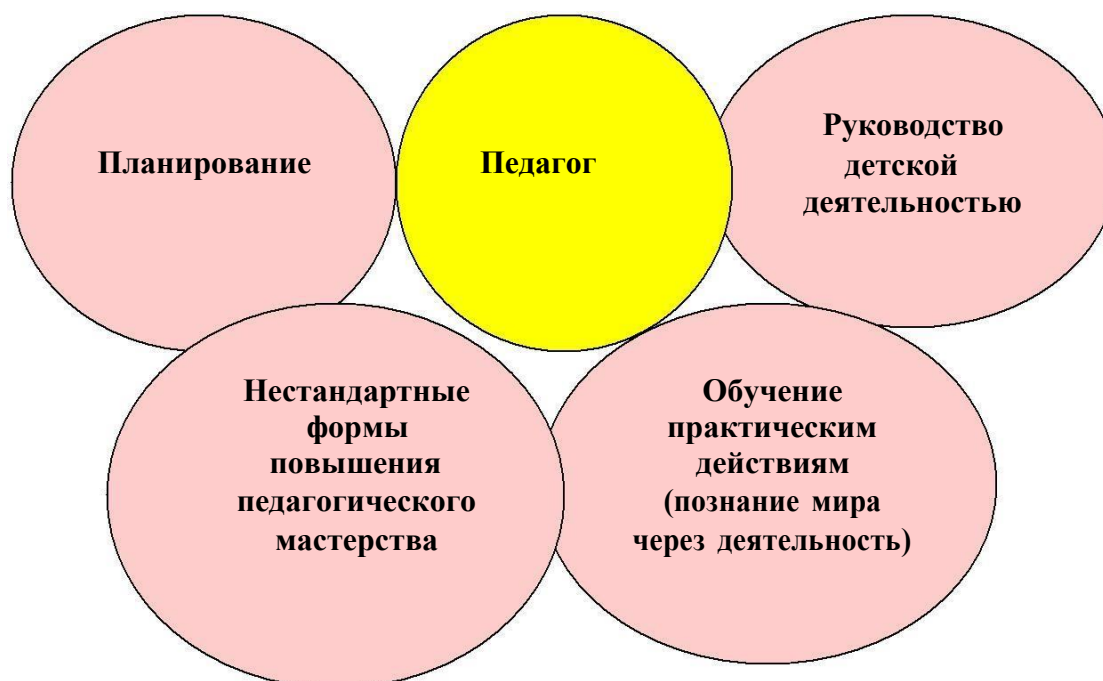 Планирование
Педагог
Руководство
детской
деятельностью
Нестандартные
формы
повышения
педагогического
мастерства
Обучение
практическим
действиям
(познание мира
через деятельность)